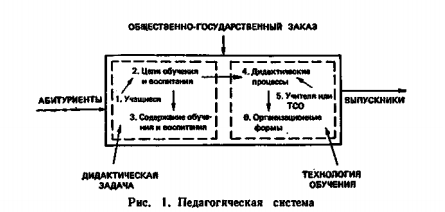 ОБЩЕСТВЕННО-ГОСУДАРСТВЕННЫЙ ЗАКАЗ
АБИТУРИЕНТЫ
2. Цели обучения
и воспитания
1. Учащиеся
3. Содержание обуче-
ния и воспитания
4. Дидактические
процессы
5. Учителя или
ТСО
6. Организационные
формы
ВЫПУСКНИКИ
ДИДАКТИЧЕСКАЯ
ЗАДАЧА
ТЕХНОЛОГИЯ
ОБУЧЕНИЯ
Рис. 1. Педагогическая система